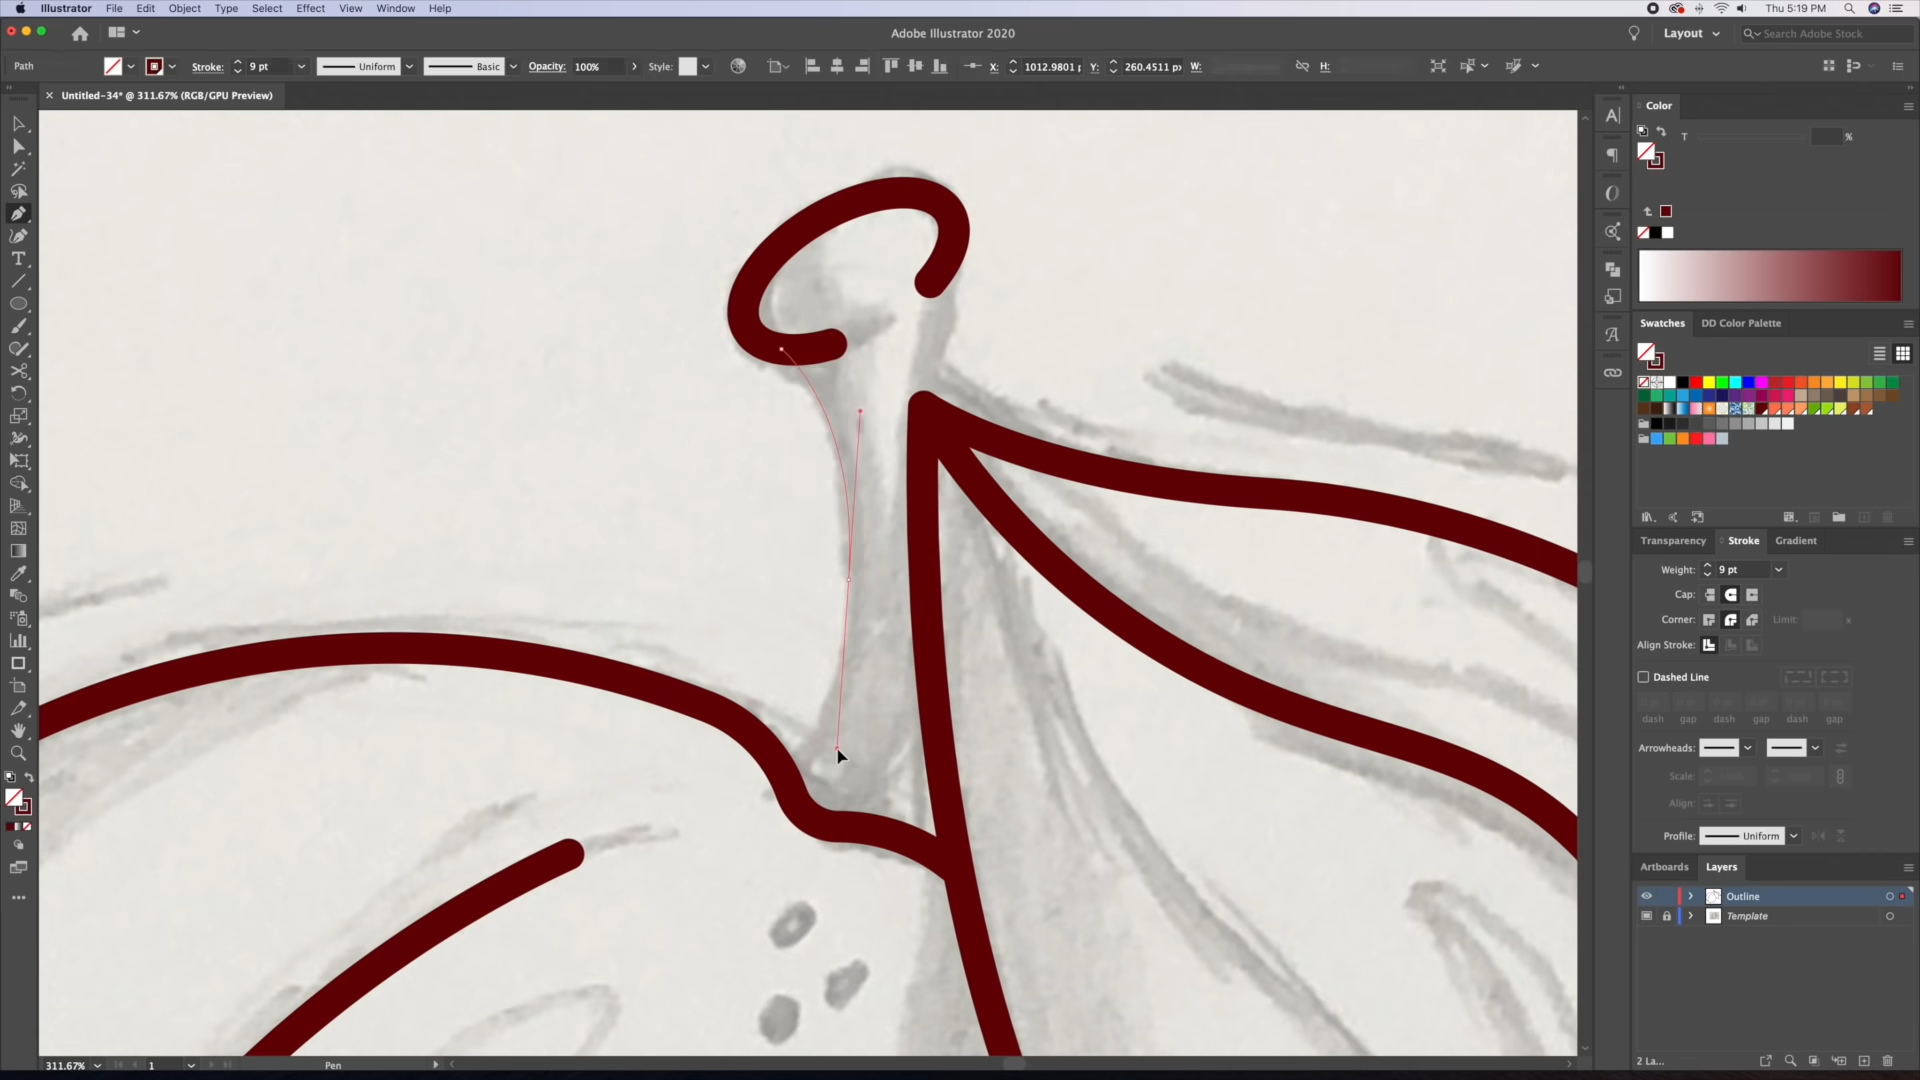 Illustrator File Edit Object Type Select Effect View Window Help
Thu 5:19 PM
Adobe Illustrator 2020
Layout
Search Adobe Stock
Path
Stroke: 9 pt
Uniform
Basic
Opacity: 100%
Style:
X: 1012.9801 p
Y: 260.4511 px
W:
H:
Untitled-34* @ 311.67% (RGB/GPU Preview)
Color
T
%
Swatches DD Color Palette
Transparency Stroke Gradient
Weight: 9 pt
Cap:
Corner:
Limit:
x
Align Stroke:
Dashed Line
dash gap dash gap dash gap
Arrowheads:
Scale:
Align:
Profile: Uniform
Artboards Layers
Outline
Template
2 La...
311.67%
1
Pen